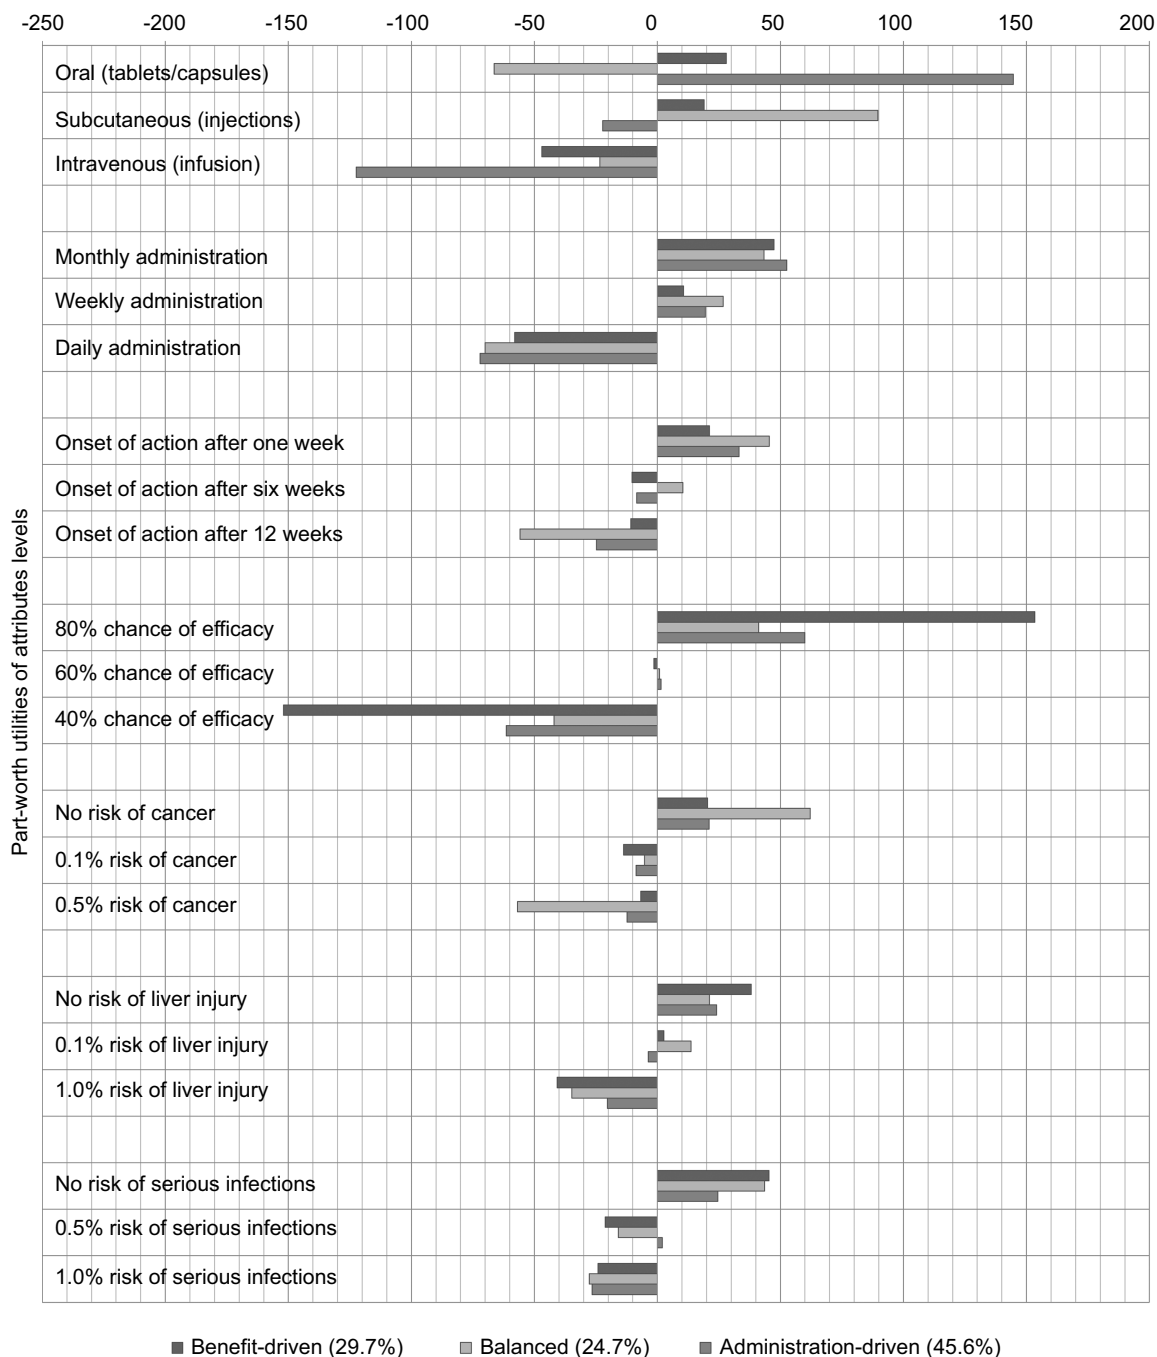 -250 -200 -150 -100 -50 0 50 100 150 200
Oral (tablets/capsules)
Subcutaneous (injections)
Intravenous (infusion)
Monthly administration
Weekly administration
Daily administration
Onset of action after one week
Onset of action after six weeks
Onset of action after 12 weeks
80% chance of efficacy
60% chance of efficacy
40% chance of efficacy
No risk of cancer
0.1% risk of cancer
0.5% risk of cancer
No risk of liver injury
0.1% risk of liver injury
1.0% risk of liver injury
No risk of serious infections
0.5% risk of serious infections
1.0% risk of serious infections
Part-worth utilities of attributes levels
Benefit-driven (29.7%) Balanced (24.7%) Administration-driven (45.6%)